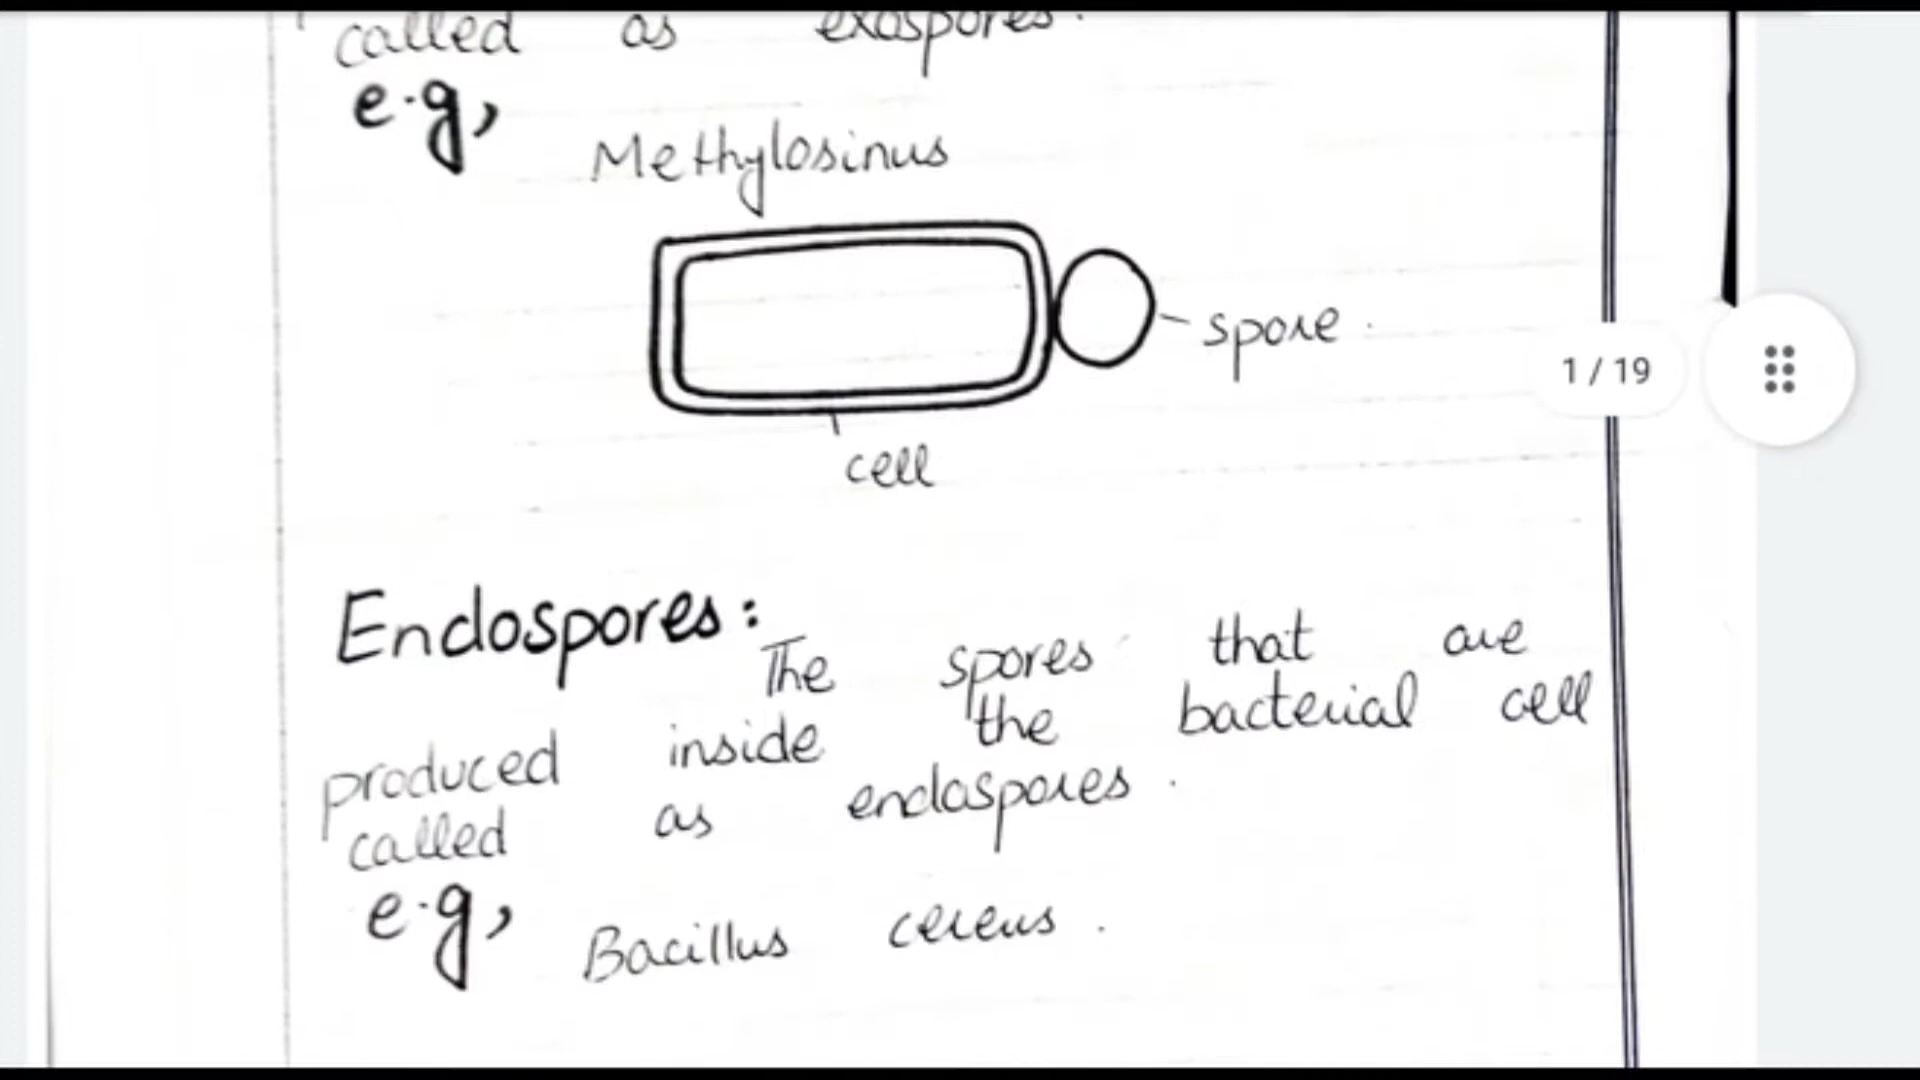 called as exospores.
e.g,
Methylosinus
spore.
1 / 19
cell
Endospores:
The spores that are
produced inside the bacterial cell
called as endospores.
e.g,
Bacillus cereus.